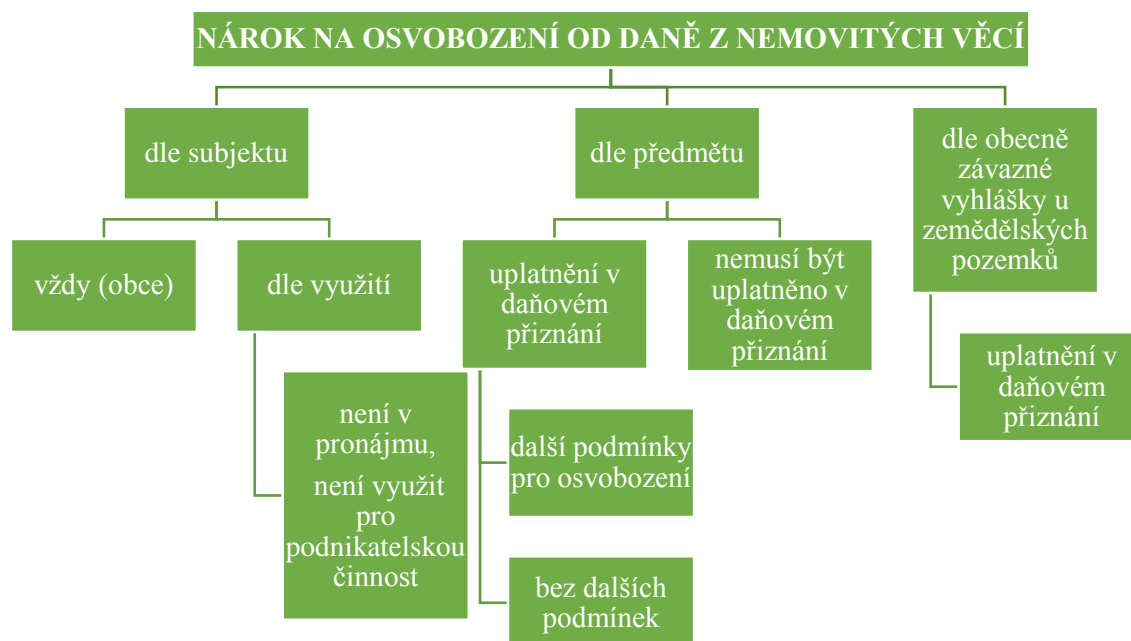 NÁROK NA OSVOBOZENÍ OD DANĚ Z NEMOVITÝCH VĚCÍ
dle subjektu
vždy (obce)
dle využití
není v
pronájmu,
není využit
pro
podnikatelskou
činnost
dle předmětu
uplatnění v
daňovém
přiznání
další podmínky
pro osvobození
bez dalších
podmínek
nemusí být
uplatněno v
daňovém
přiznání
dle obecně
závazné
vyhlášky u
zemědělských
pozemků
uplatnění v
daňovém
přiznání